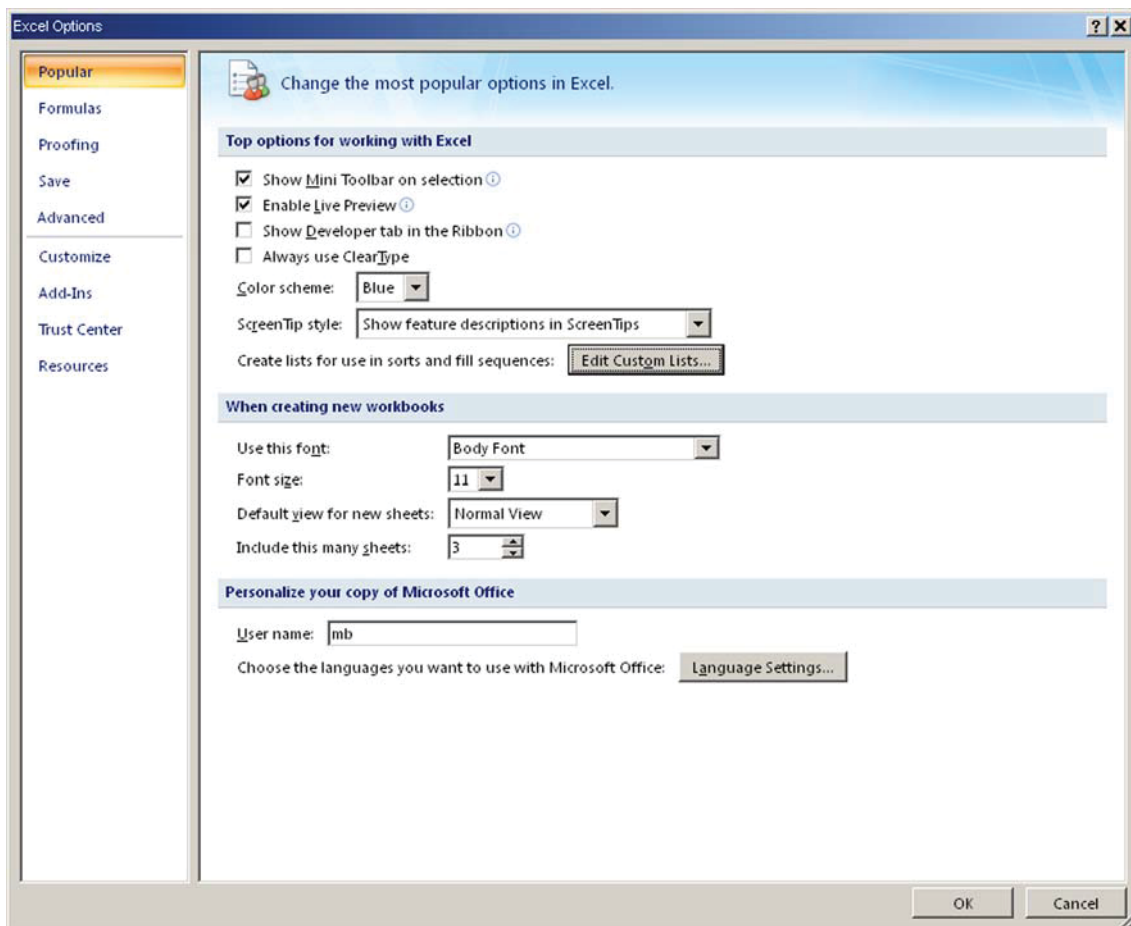 Excel Options
Popular
Formulas
Proofing
Save
Advanced
Customize
Add-Ins
Trust Center
Resources
Change the most popular options in Excel.
Top options for working with Excel
Show Mini Toolbar on selection
Enable Live Preview
Show Developer tab in the Ribbon
Always use ClearType
Color scheme: Blue
ScreenTip style: Show feature descriptions in ScreenTips
Create lists for use in sorts and fill sequences: Edit Custom Lists...
When creating new workbooks
Use this font: Body Font
Font size: 11
Default view for new sheets: Normal View
Include this many sheets: 3
Personalize your copy of Microsoft Office
User name: mb
Choose the languages you want to use with Microsoft Office: Language Settings...
OK Cancel